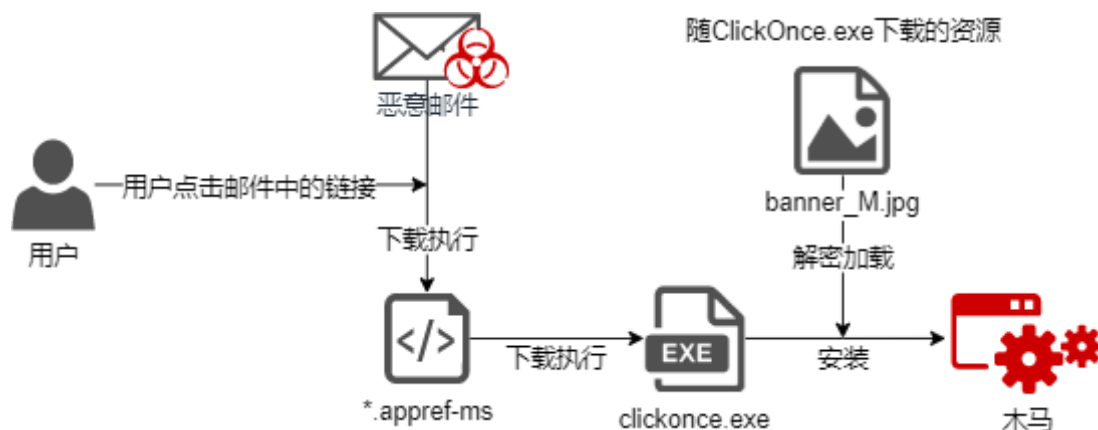 随ClickOnce.exe下载的资源
恶意邮件
用户点击邮件中的链接
banner_M.jpg
用户
下载执行
解密加载
</>
EXE
下载执行
安装
*.appref-ms
clickonce.exe
木马